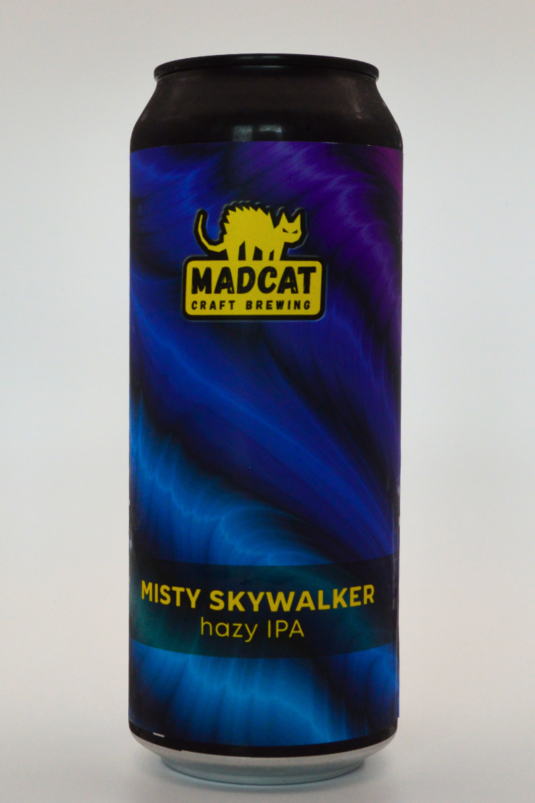 MADCAT
CRAFT BREWING
MISTY SKYWALKER
hazy IPA